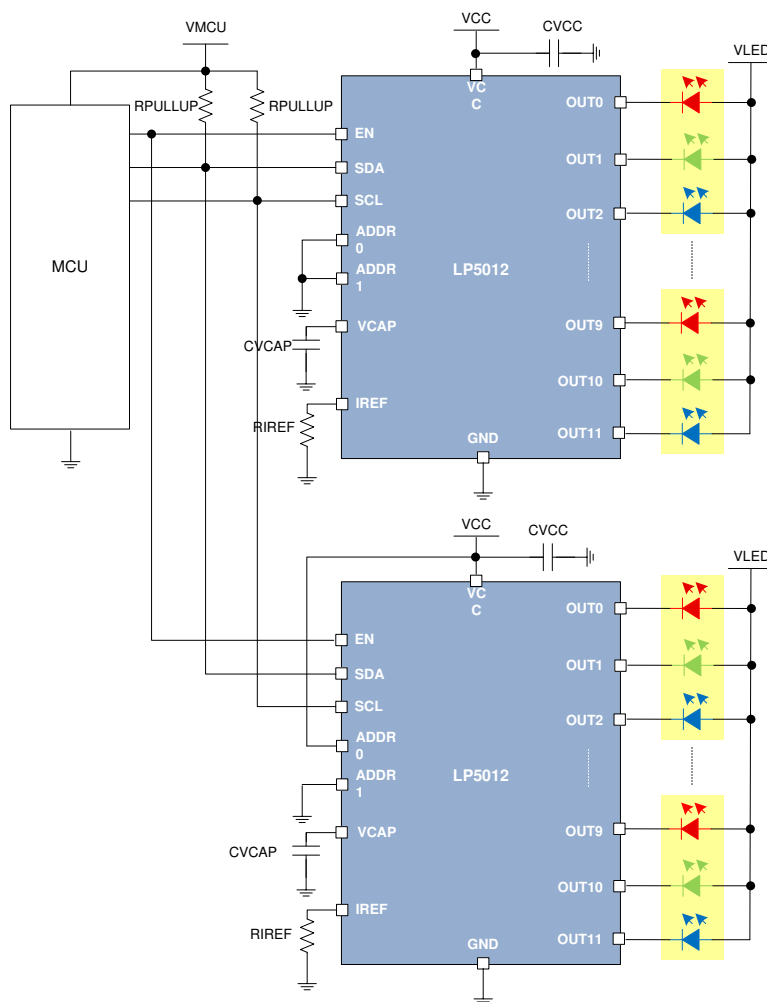 VMCU
RPULLUP
RPULLUP
MCU
VCC
CVCC
VLED
VC
C
EN
SDA
SCL
ADDR
0
ADDR
1
VCAP
IREF
CVCAP
RIREF
LP5012
GND
OUT0
OUT1
OUT2
OUT9
OUT10
OUT11
VCC
CVCC
VLED
VC
C
EN
SDA
SCL
ADDR
0
ADDR
1
VCAP
IREF
CVCAP
RIREF
LP5012
GND
OUT0
OUT1
OUT2
OUT9
OUT10
OUT11